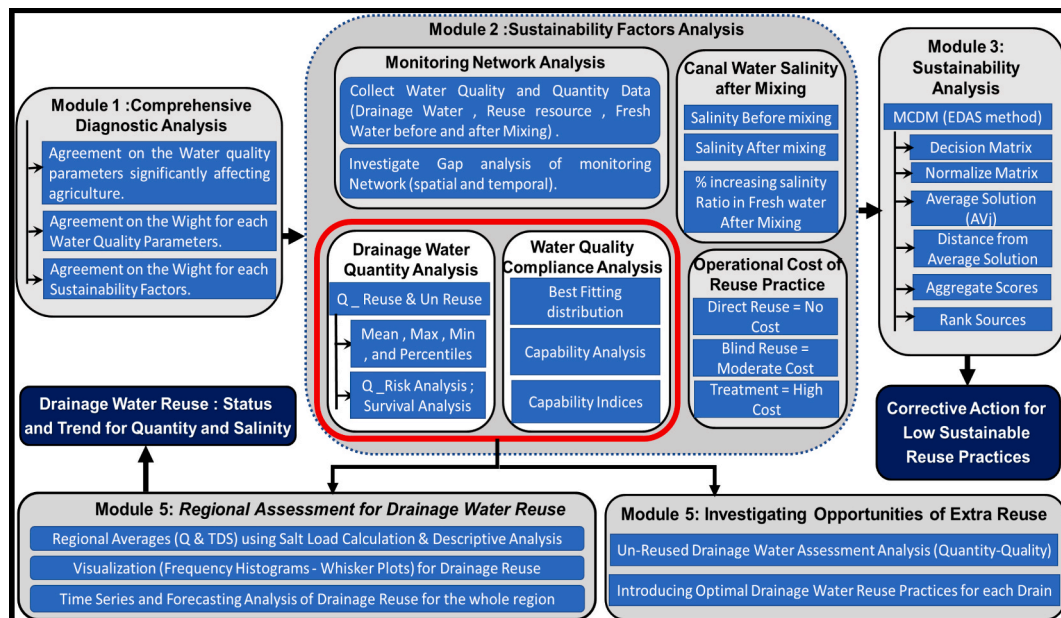 Module 1 :Comprehensive
Diagnostic Analysis
Agreement on the Water quality
parameters significantly affecting
agriculture.
Agreement on the Wight for each
Water Quality Parameters.
Agreement on the Wight for each
Sustainability Factors.
Module 2 :Sustainability Factors Analysis
Monitoring Network Analysis
Collect Water Quality and Quantity Data
(Drainage Water , Reuse resource , Fresh
Water before and after Mixing) .
Investigate Gap analysis of monitoring
Network (spatial and temporal).
Canal Water Salinity
after Mixing
Salinity Before mixing
Salinity After mixing
% increasing salinity
Ratio in Fresh water
After Mixing
Drainage Water
Quantity Analysis
Q _ Reuse & Un Reuse
Mean , Max , Min
, and Percentiles
Q _Risk Analysis ;
Survival Analysis
Water Quality
Compliance Analysis
Best Fitting
distribution
Capability Analysis
Capability Indices
Operational Cost of
Reuse Practice
Direct Reuse = No
Cost
Blind Reuse =
Moderate Cost
Treatment = High
Cost
Module 3:
Sustainability
Analysis
MCDM (EDAS method)
Decision Matrix
Normalize Matrix
Average Solution
(AVj)
Distance from
Average Solution
Aggregate Scores
Rank Sources
Corrective Action for
Low Sustainable
Reuse Practices
Drainage Water Reuse : Status
and Trend for Quantity and Salinity
Module 5: Regional Assessment for Drainage Water Reuse
Regional Averages (Q & TDS) using Salt Load Calculation & Descriptive Analysis
Visualization (Frequency Histograms - Whisker Plots) for Drainage Reuse
Time Series and Forecasting Analysis of Drainage Reuse for the whole region
Module 5: Investigating Opportunities of Extra Reuse
Un-Reused Drainage Water Assessment Analysis (Quantity-Quality)
Introducing Optimal Drainage Water Reuse Practices for each Drain